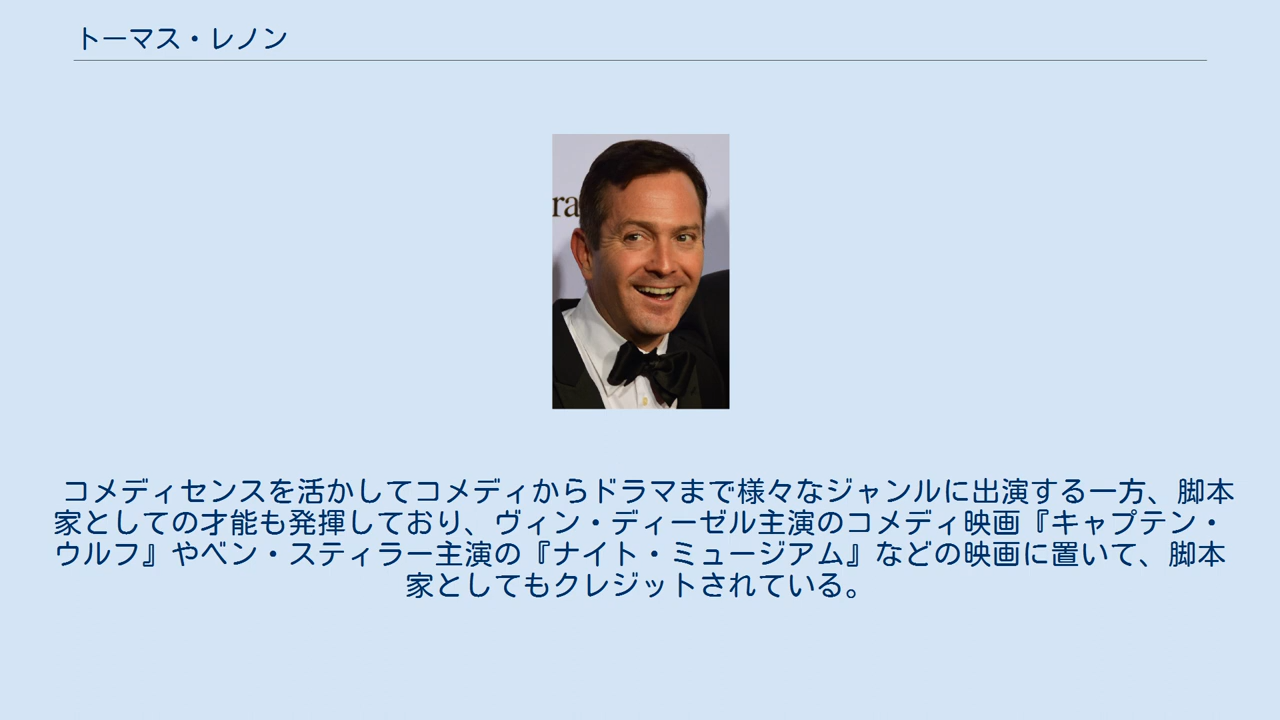 トーマス・レノン
ra
コメディセンスを活かしてコメディからドラマまで様々なジャンルに出演する一方、脚本
家としての才能も発揮しており、ヴィン・ディーゼル主演のコメディ映画『キャプテン・
ウルフ』やベン・スティラー主演の『ナイト・ミュージアム』などの映画に置いて、脚本
家としてもクレジットされている。